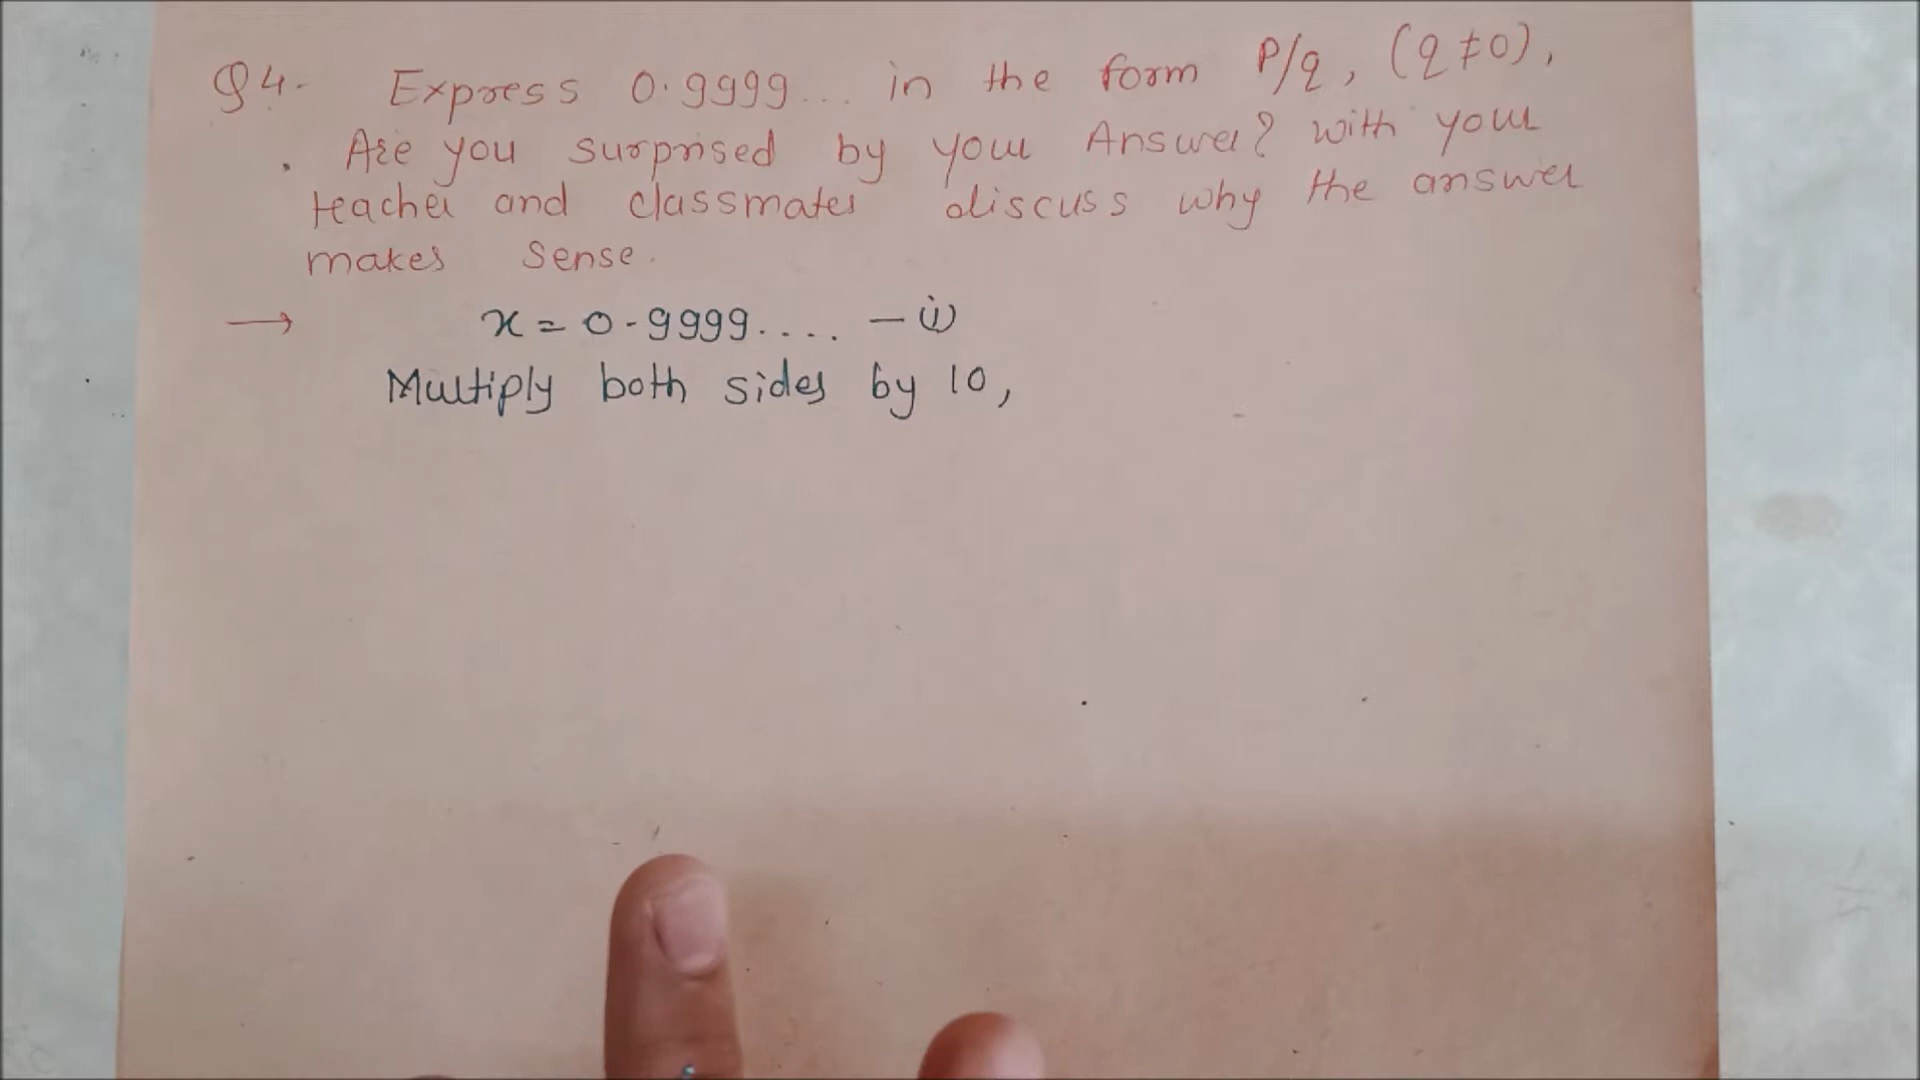 Q4. Express 0.9999... in the form P/q, (q ≠ 0),
. Are you surprised by your Answer? with your
teacher and classmates discuss why the answer
makes sense.
→ x = 0.9999.... — (i)
Multiply both sides by 10,